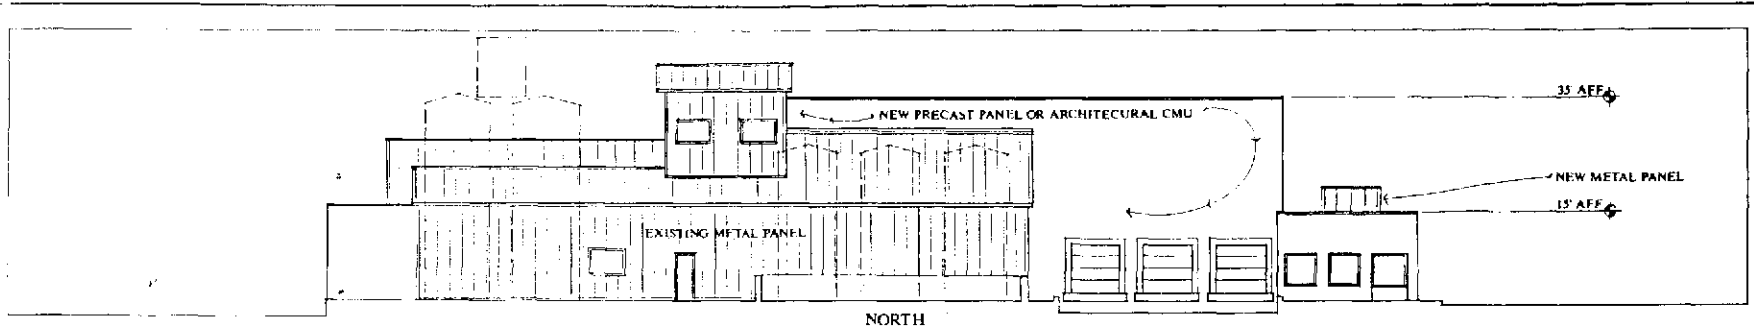 35' AFF
NEW PRECAST PANEL OR ARCHITECURAL CMU
NEW METAL PANEL
15' AFF
EXISTING METAL PANEL
NORTH